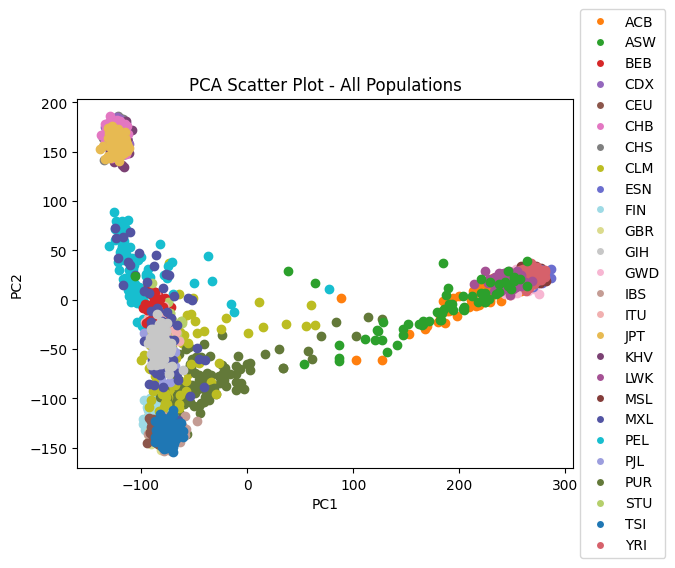 PCA Scatter Plot - All Populations
PC2
200
150
100
50
0
−50
−100
−150
−100
0
100
200
300
PC1
ACB
ASW
BEB
CDX
CEU
CHB
CHS
CLM
ESN
FIN
GBR
GIH
GWD
IBS
ITU
JPT
KHV
LWK
MSL
MXL
PEL
PJL
PUR
STU
TSI
YRI